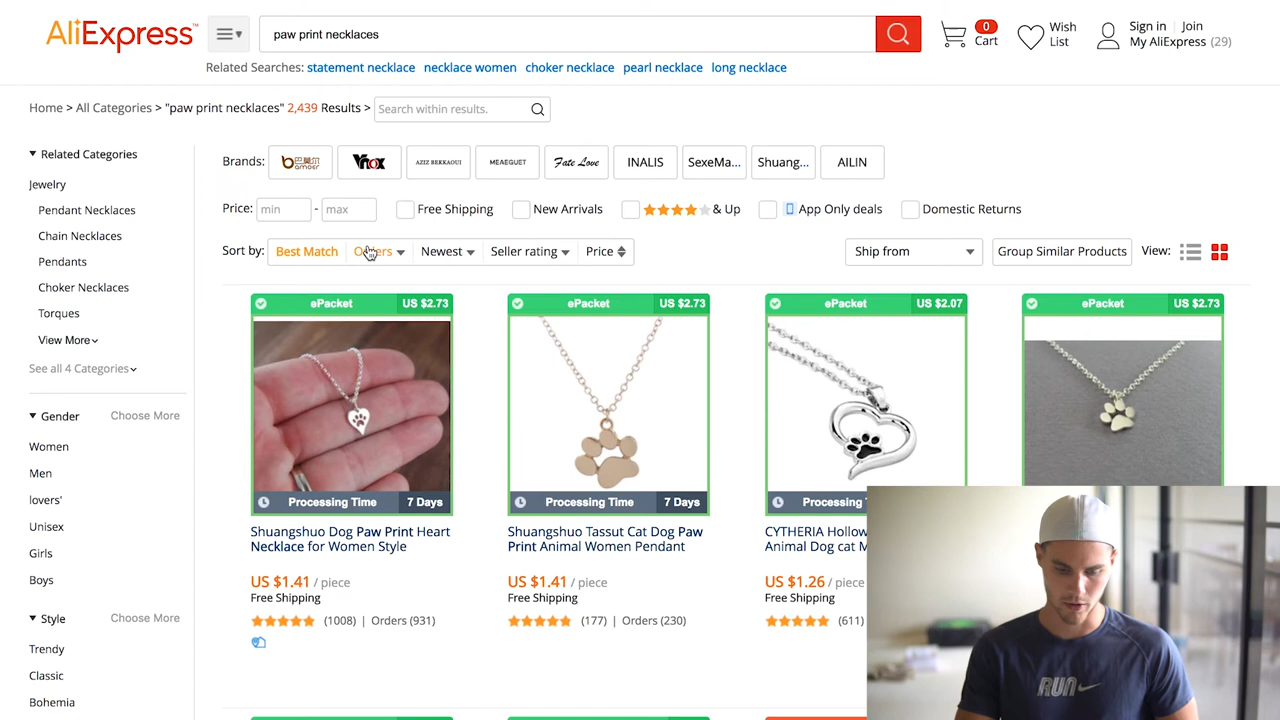 AliExpress™
paw print necklaces
0
Cart
Wish
List
Sign in | Join
My AliExpress (29)
Related Searches: statement necklace necklace women choker necklace pearl necklace long necklace
Home > All Categories > "paw print necklaces" 2,439 Results > Search within results.
Related Categories
Jewelry
Pendant Necklaces
Chain Necklaces
Pendants
Choker Necklaces
Torques
View More
See all 4 Categories
Gender Choose More
Women
Men
lovers'
Unisex
Girls
Boys
Style Choose More
Trendy
Classic
Bohemia
Brands: 巴莫尔 bamoer Vnox AZIZ BEKKAOUI MEAEGUET Fate Love INALIS SexeMa... Shuang... AILIN
Price: min - max Free Shipping New Arrivals & Up App Only deals Domestic Returns
Sort by: Best Match Orders Newest Seller rating Price Ship from Group Similar Products View:
ePacket US $2.73
Processing Time 7 Days
Shuangshuo Dog Paw Print Heart
Necklace for Women Style
US $1.41 / piece
Free Shipping
(1008) | Orders (931)
ePacket US $2.73
Processing Time 7 Days
Shuangshuo Tassut Cat Dog Paw
Print Animal Women Pendant
US $1.41 / piece
Free Shipping
(177) | Orders (230)
ePacket US $2.07
Processing
CYTHERIA Hollow
Animal Dog cat M
US $1.26 / piece
Free Shipping
(611)
ePacket US $2.73
RUN